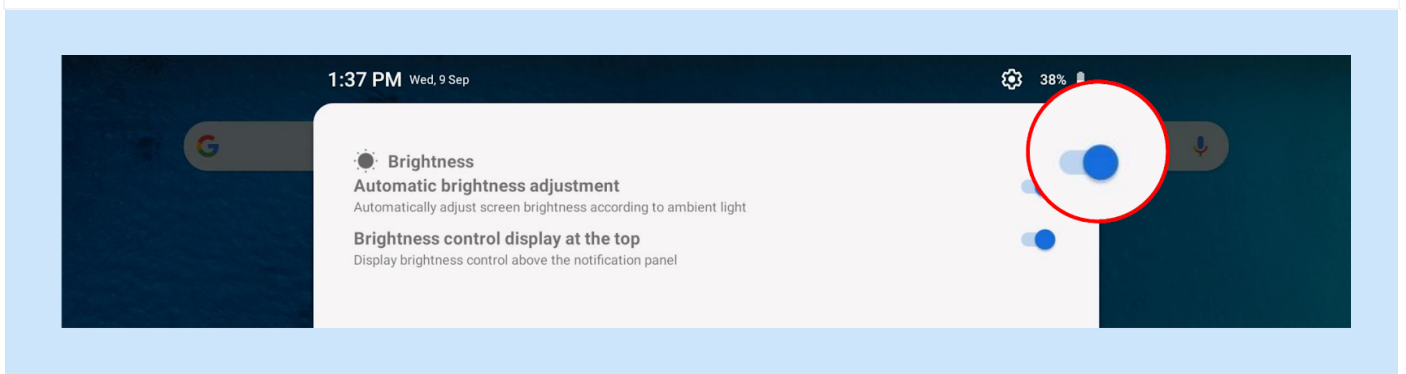 1:37 PM Wed, 9 Sep 38%
Brightness
Automatic brightness adjustment
Automatically adjust screen brightness according to ambient light
Brightness control display at the top
Display brightness control above the notification panel